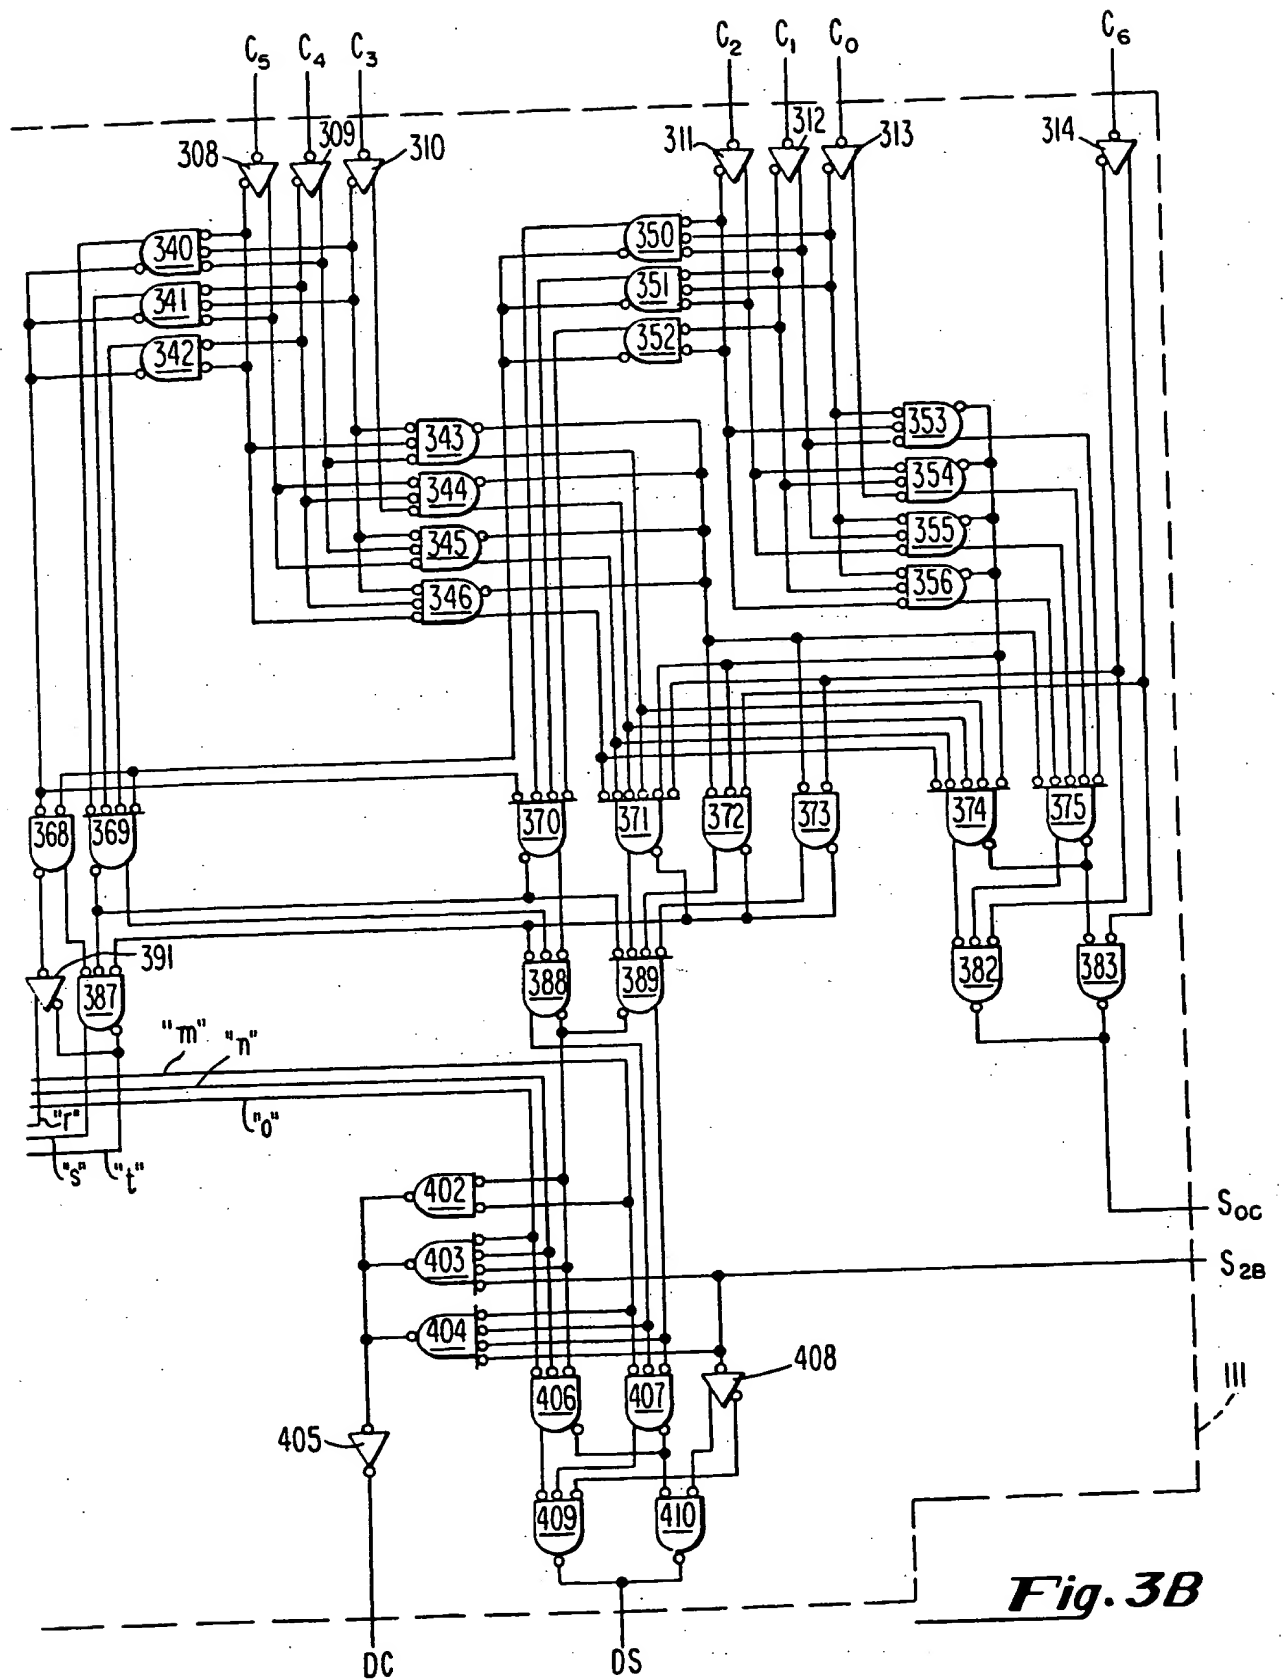 C₅ C₄ C₃ C₂ C₁ C₀ C₆
308 309 310 311 312 313 314
340 350
341 351
342 352
343 353
344 354
345 355
346 356
368 369 370 371 372 373 374 375
391 387 388 389 382 383
"m" "n"
"o"
"r"
"s" "t"
402
S₀C
403
S₂B
404
408
406 407
111
405
409 410
Fig. 3B
DC DS